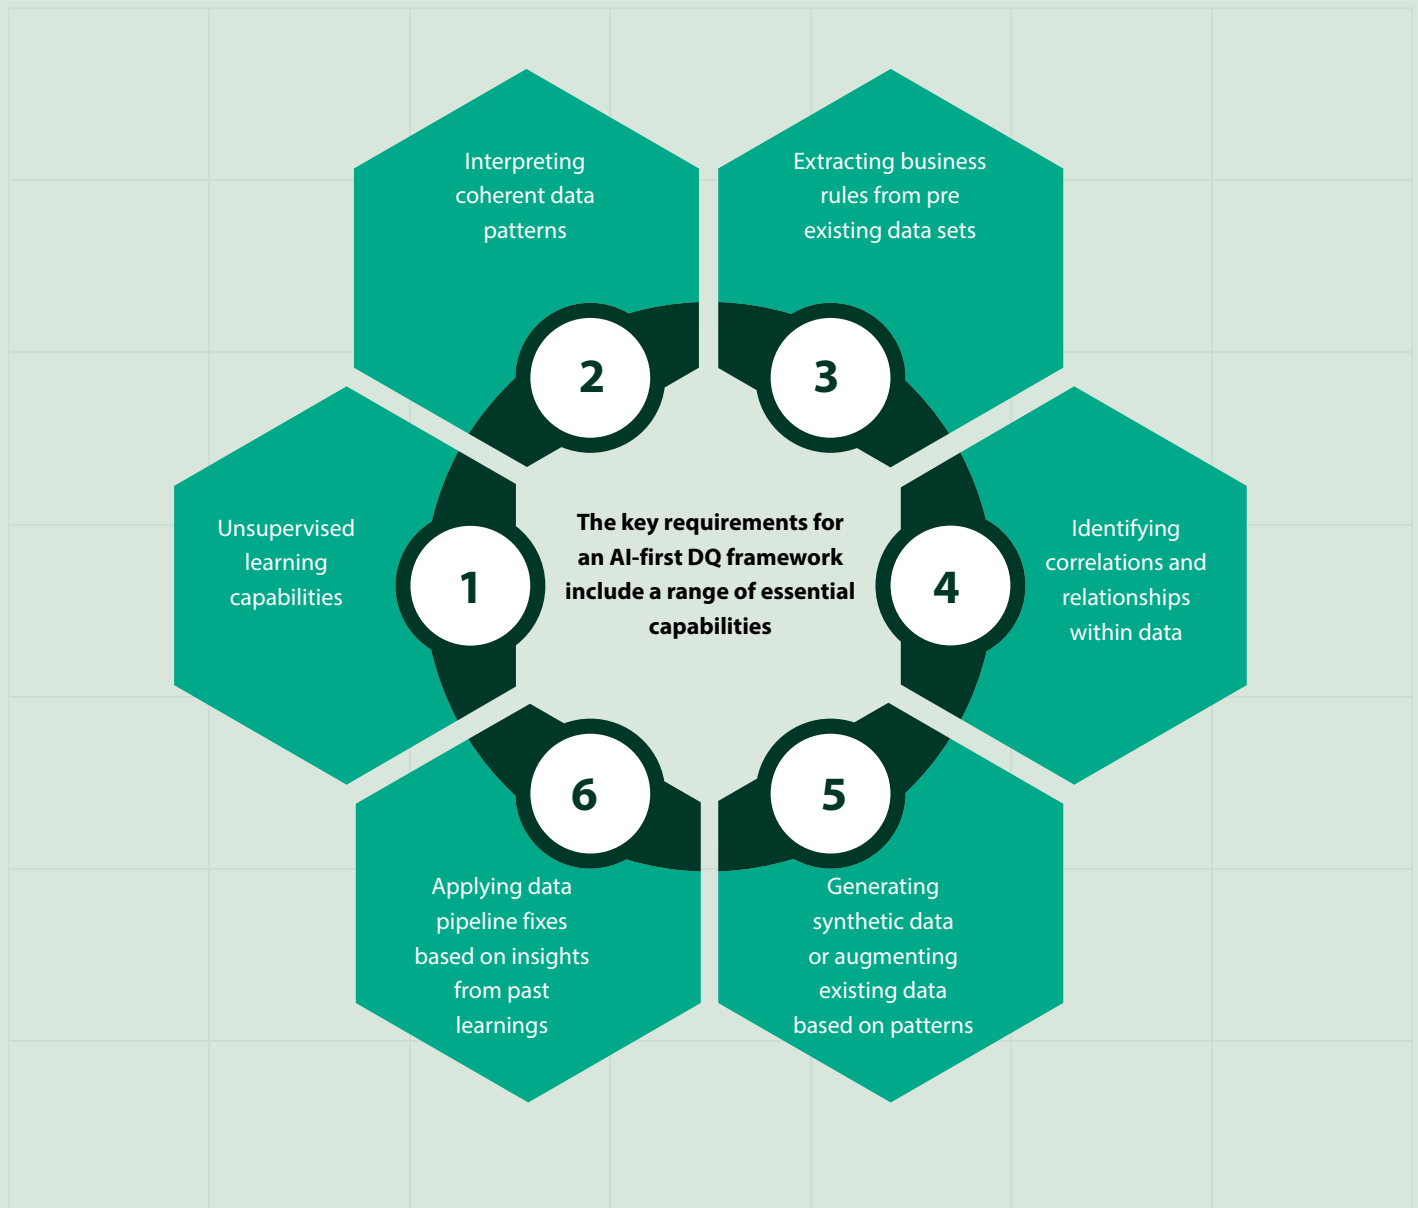 The key requirements for
an AI-first DQ framework
include a range of essential
capabilities
1
Unsupervised
learning
capabilities
2
Interpreting
coherent data
patterns
3
Extracting business
rules from pre
existing data sets
4
Identifying
correlations and
relationships
within data
5
Generating
synthetic data
or augmenting
existing data
based on patterns
6
Applying data
pipeline fixes
based on insights
from past
learnings